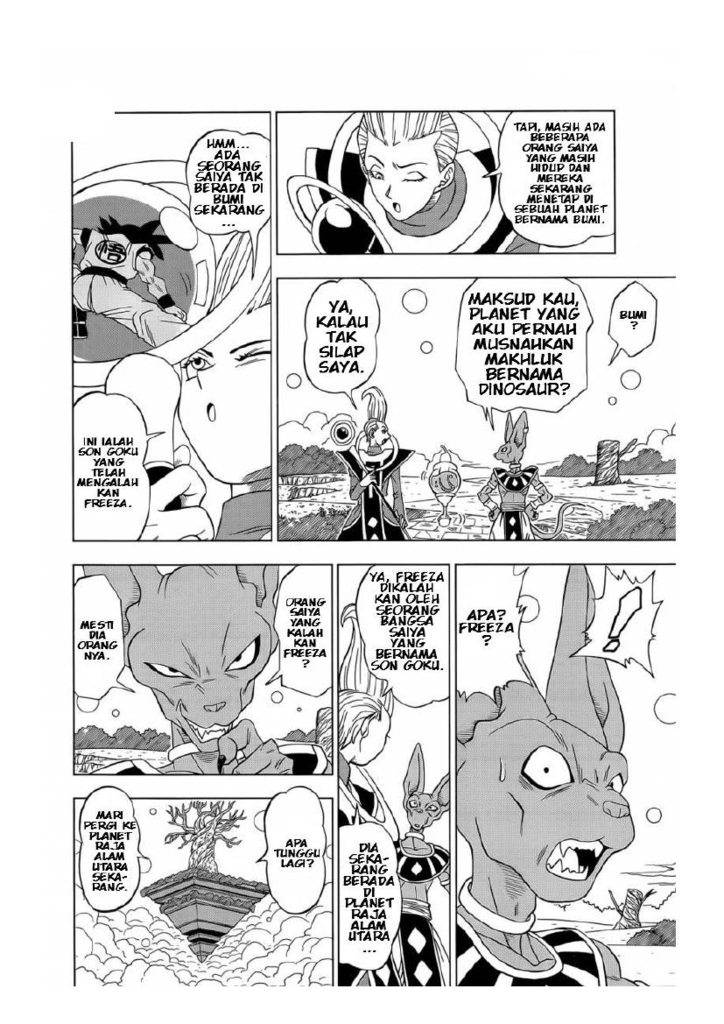 TAPI, MASIH ADA
BEBERAPA
ORANG SAIYA
YANG MASIH
HIDUP DAN
MEREKA
SEKARANG
MENETAP DI
SEBUAH PLANET
BERNAMA BUMI.
HMM...
ADA
SEORANG
SAIYA TAK
BERADA DI
BUMI
SEKARANG
...
悟
INI IALAH
SON GOKU
YANG
TELAH
MENGALAH
KAN
FREEZA.
BUMI
?
MAKSUD KAU,
PLANET YANG
AKU PERNAH
MUSNAHKAN
MAKHLUK
BERNAMA
DINOSAUR?
YA,
KALAU
TAK
SILAP
SAYA.
!
APA?
FREEZA
?
YA, FREEZA
DIKALAH
KAN OLEH
SEORANG
BANGSA
SAIYA
YANG
BERNAMA
SON GOKU.
DIA
SEKA-
RANG
BERADA
DI
PLANET
RAJA
ALAM
UTARA
...
ORANG
SAIYA
YANG
KALAH
KAN
FREEZA
?
MESTI
DIA
ORANG
NYA.
APA
TUNGGU
LAGI?
MARI
PERGI KE
PLANET
RAJA
ALAM
UTARA
SEKA-
RANG.